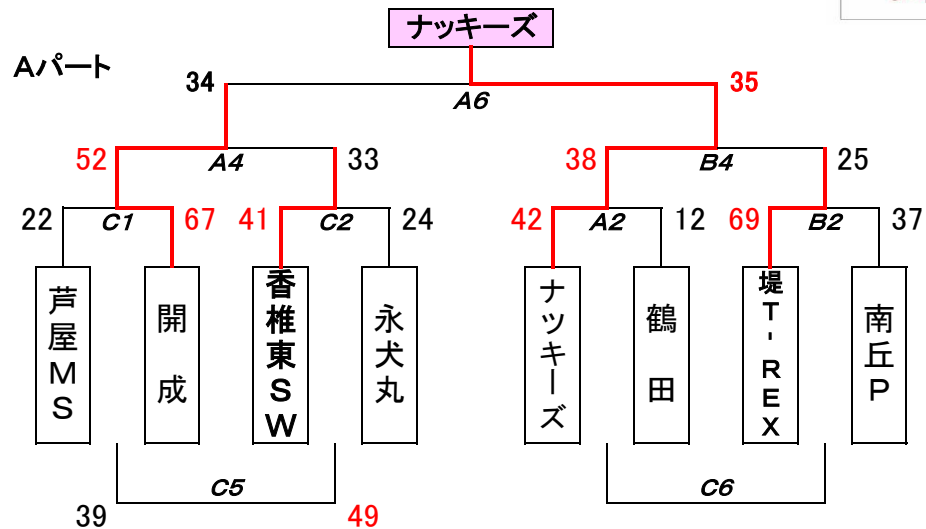 ナッキーズ
Aパート
34
A6
35
52
A4
33
38
B4
25
22
C1
67
41
C2
24
42
A2
12
69
B2
37
芦屋MS
開成
香椎東SW
永犬丸
ナツキーズ
鶴田
堤T-REX
南丘P
C5
C6
39
49